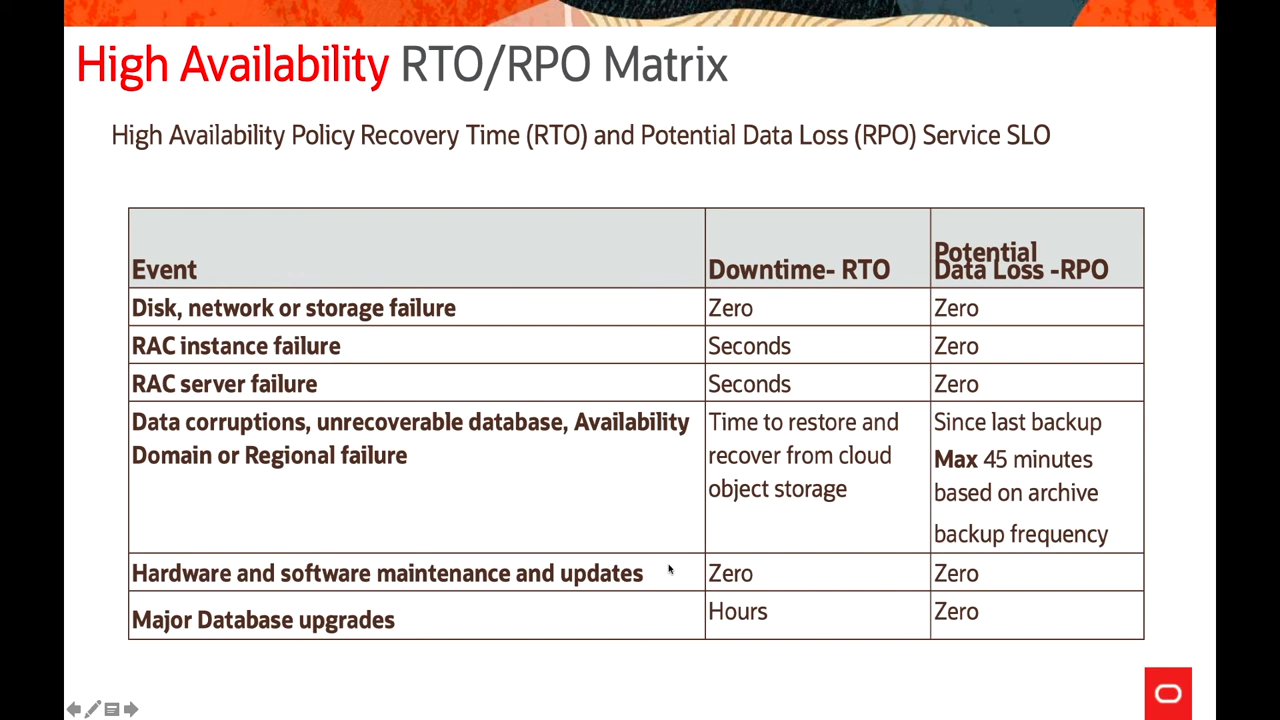 High Availability RTO/RPO Matrix
High Availability Policy Recovery Time (RTO) and Potential Data Loss (RPO) Service SLO
Event
Downtime- RTO
Potential
Data Loss -RPO
Disk, network or storage failure
Zero
Zero
RAC instance failure
Seconds
Zero
RAC server failure
Seconds
Zero
Data corruptions, unrecoverable database, Availability
Domain or Regional failure
Time to restore and
recover from cloud
object storage
Since last backup
Max 45 minutes
based on archive
backup frequency
Hardware and software maintenance and updates
Zero
Zero
Major Database upgrades
Hours
Zero